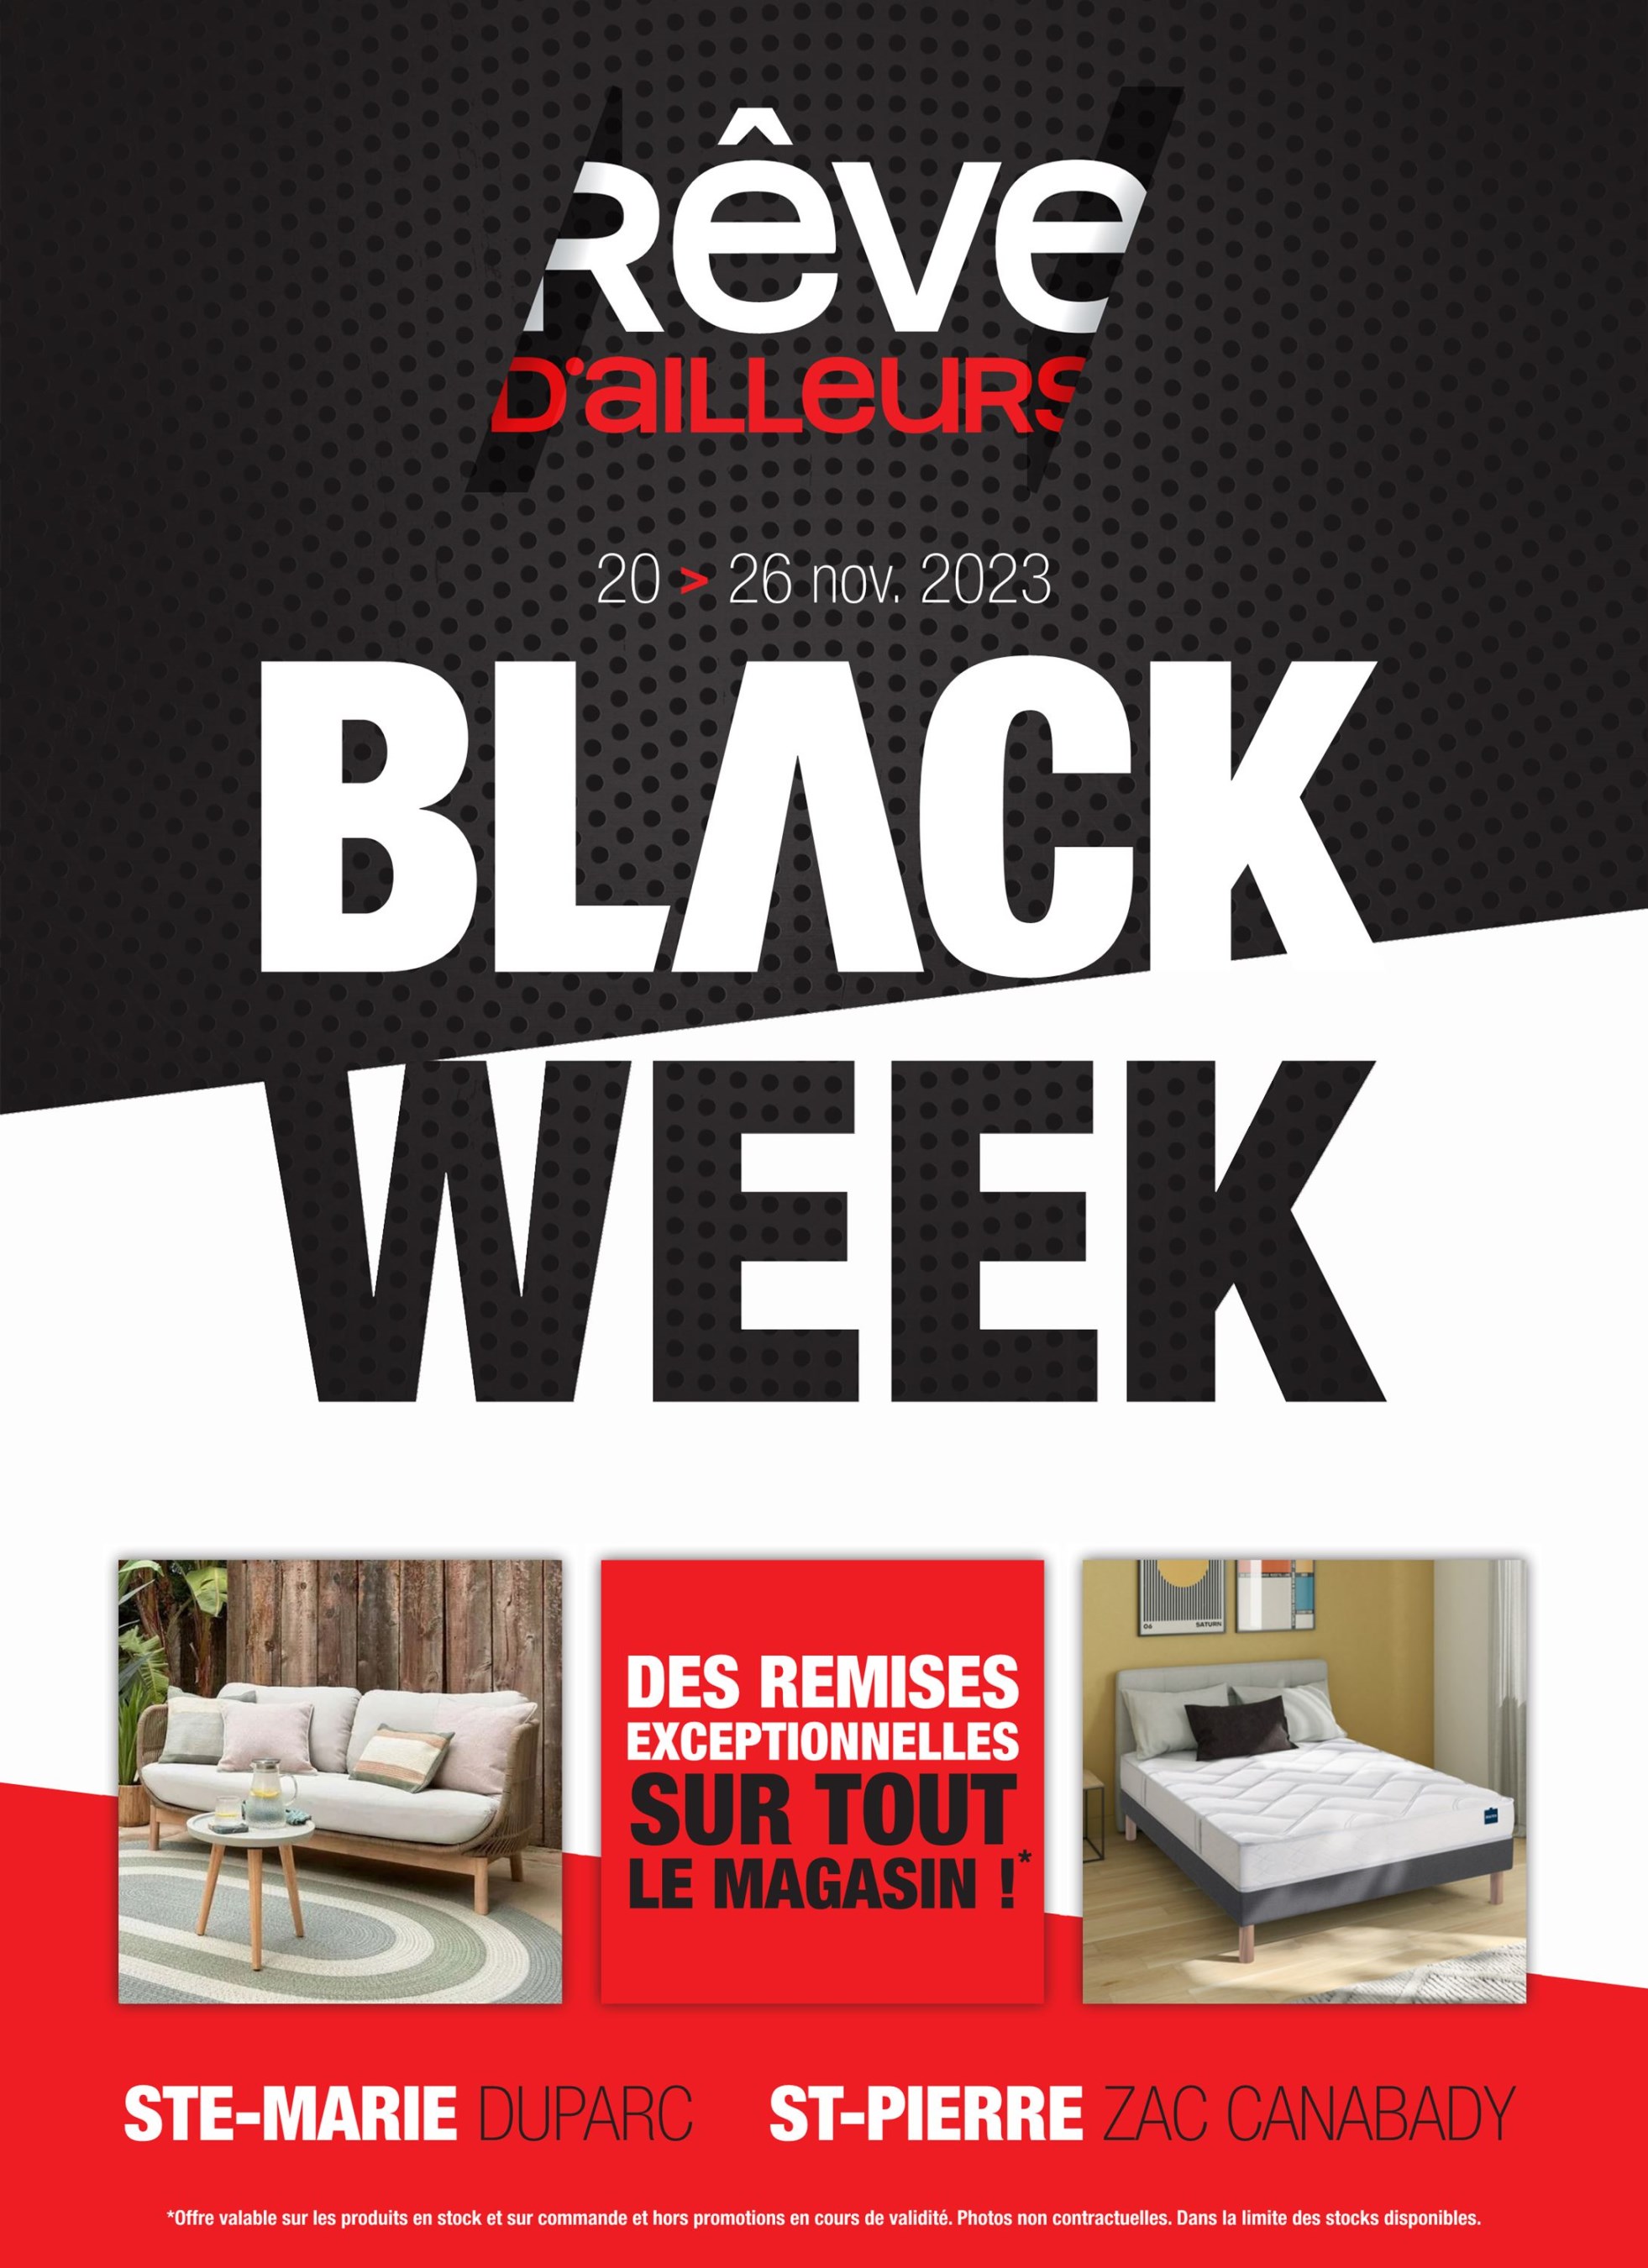 Rêve
D'AILLEURS
20 > 26 nov. 2023
BLACK
WEEK
06 SATURN
DES REMISES
EXCEPTIONNELLES
SUR TOUT
LE MAGASIN !*
STE-MARIE DUPARC ST-PIERRE ZAC CANABADY
*Offre valable sur les produits en stock et sur commande et hors promotions en cours de validité. Photos non contractuelles. Dans la limite des stocks disponibles.